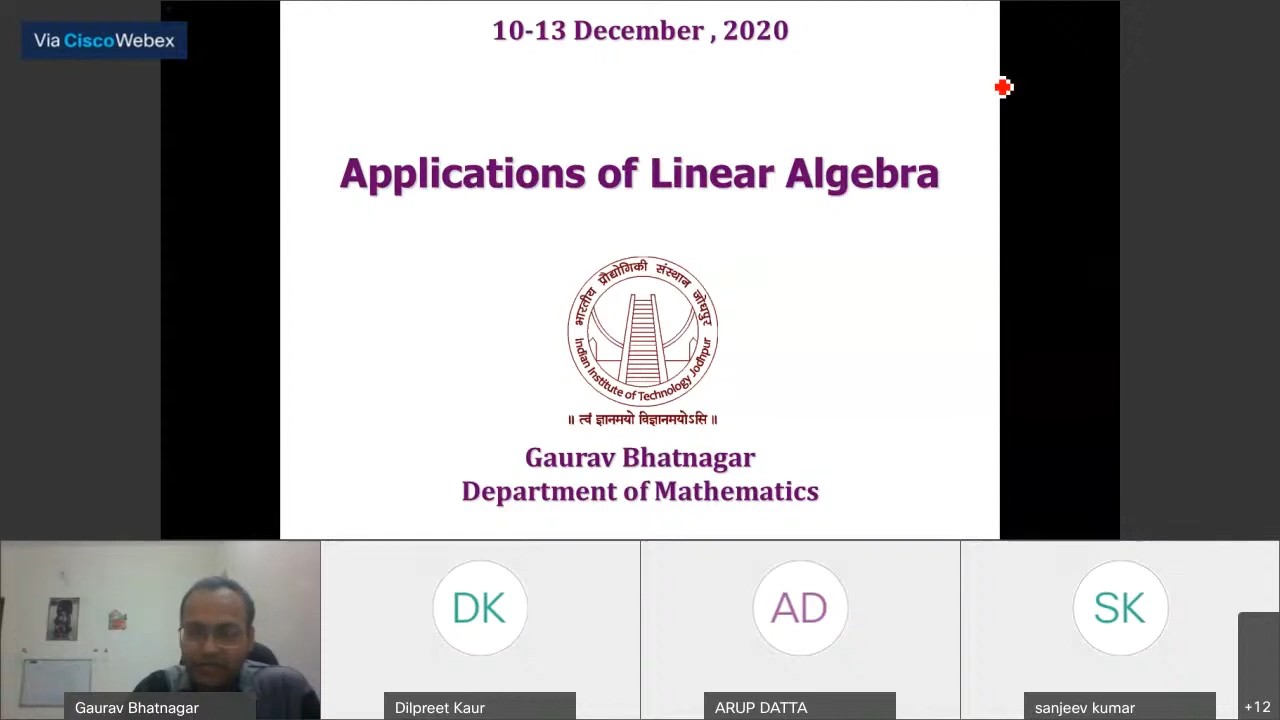 Via CiscoWebex
10-13 December , 2020
Applications of Linear Algebra
भारतीय प्रौद्योगिकी संस्थान जोधपुर
Indian Institute of Technology Jodhpur
॥ त्वं ज्ञानमयो विज्ञानमयोऽसि ॥
Gaurav Bhatnagar
Department of Mathematics
DK
AD
SK
Gaurav Bhatnagar
Dilpreet Kaur
ARUP DATTA
sanjeev kumar
+12